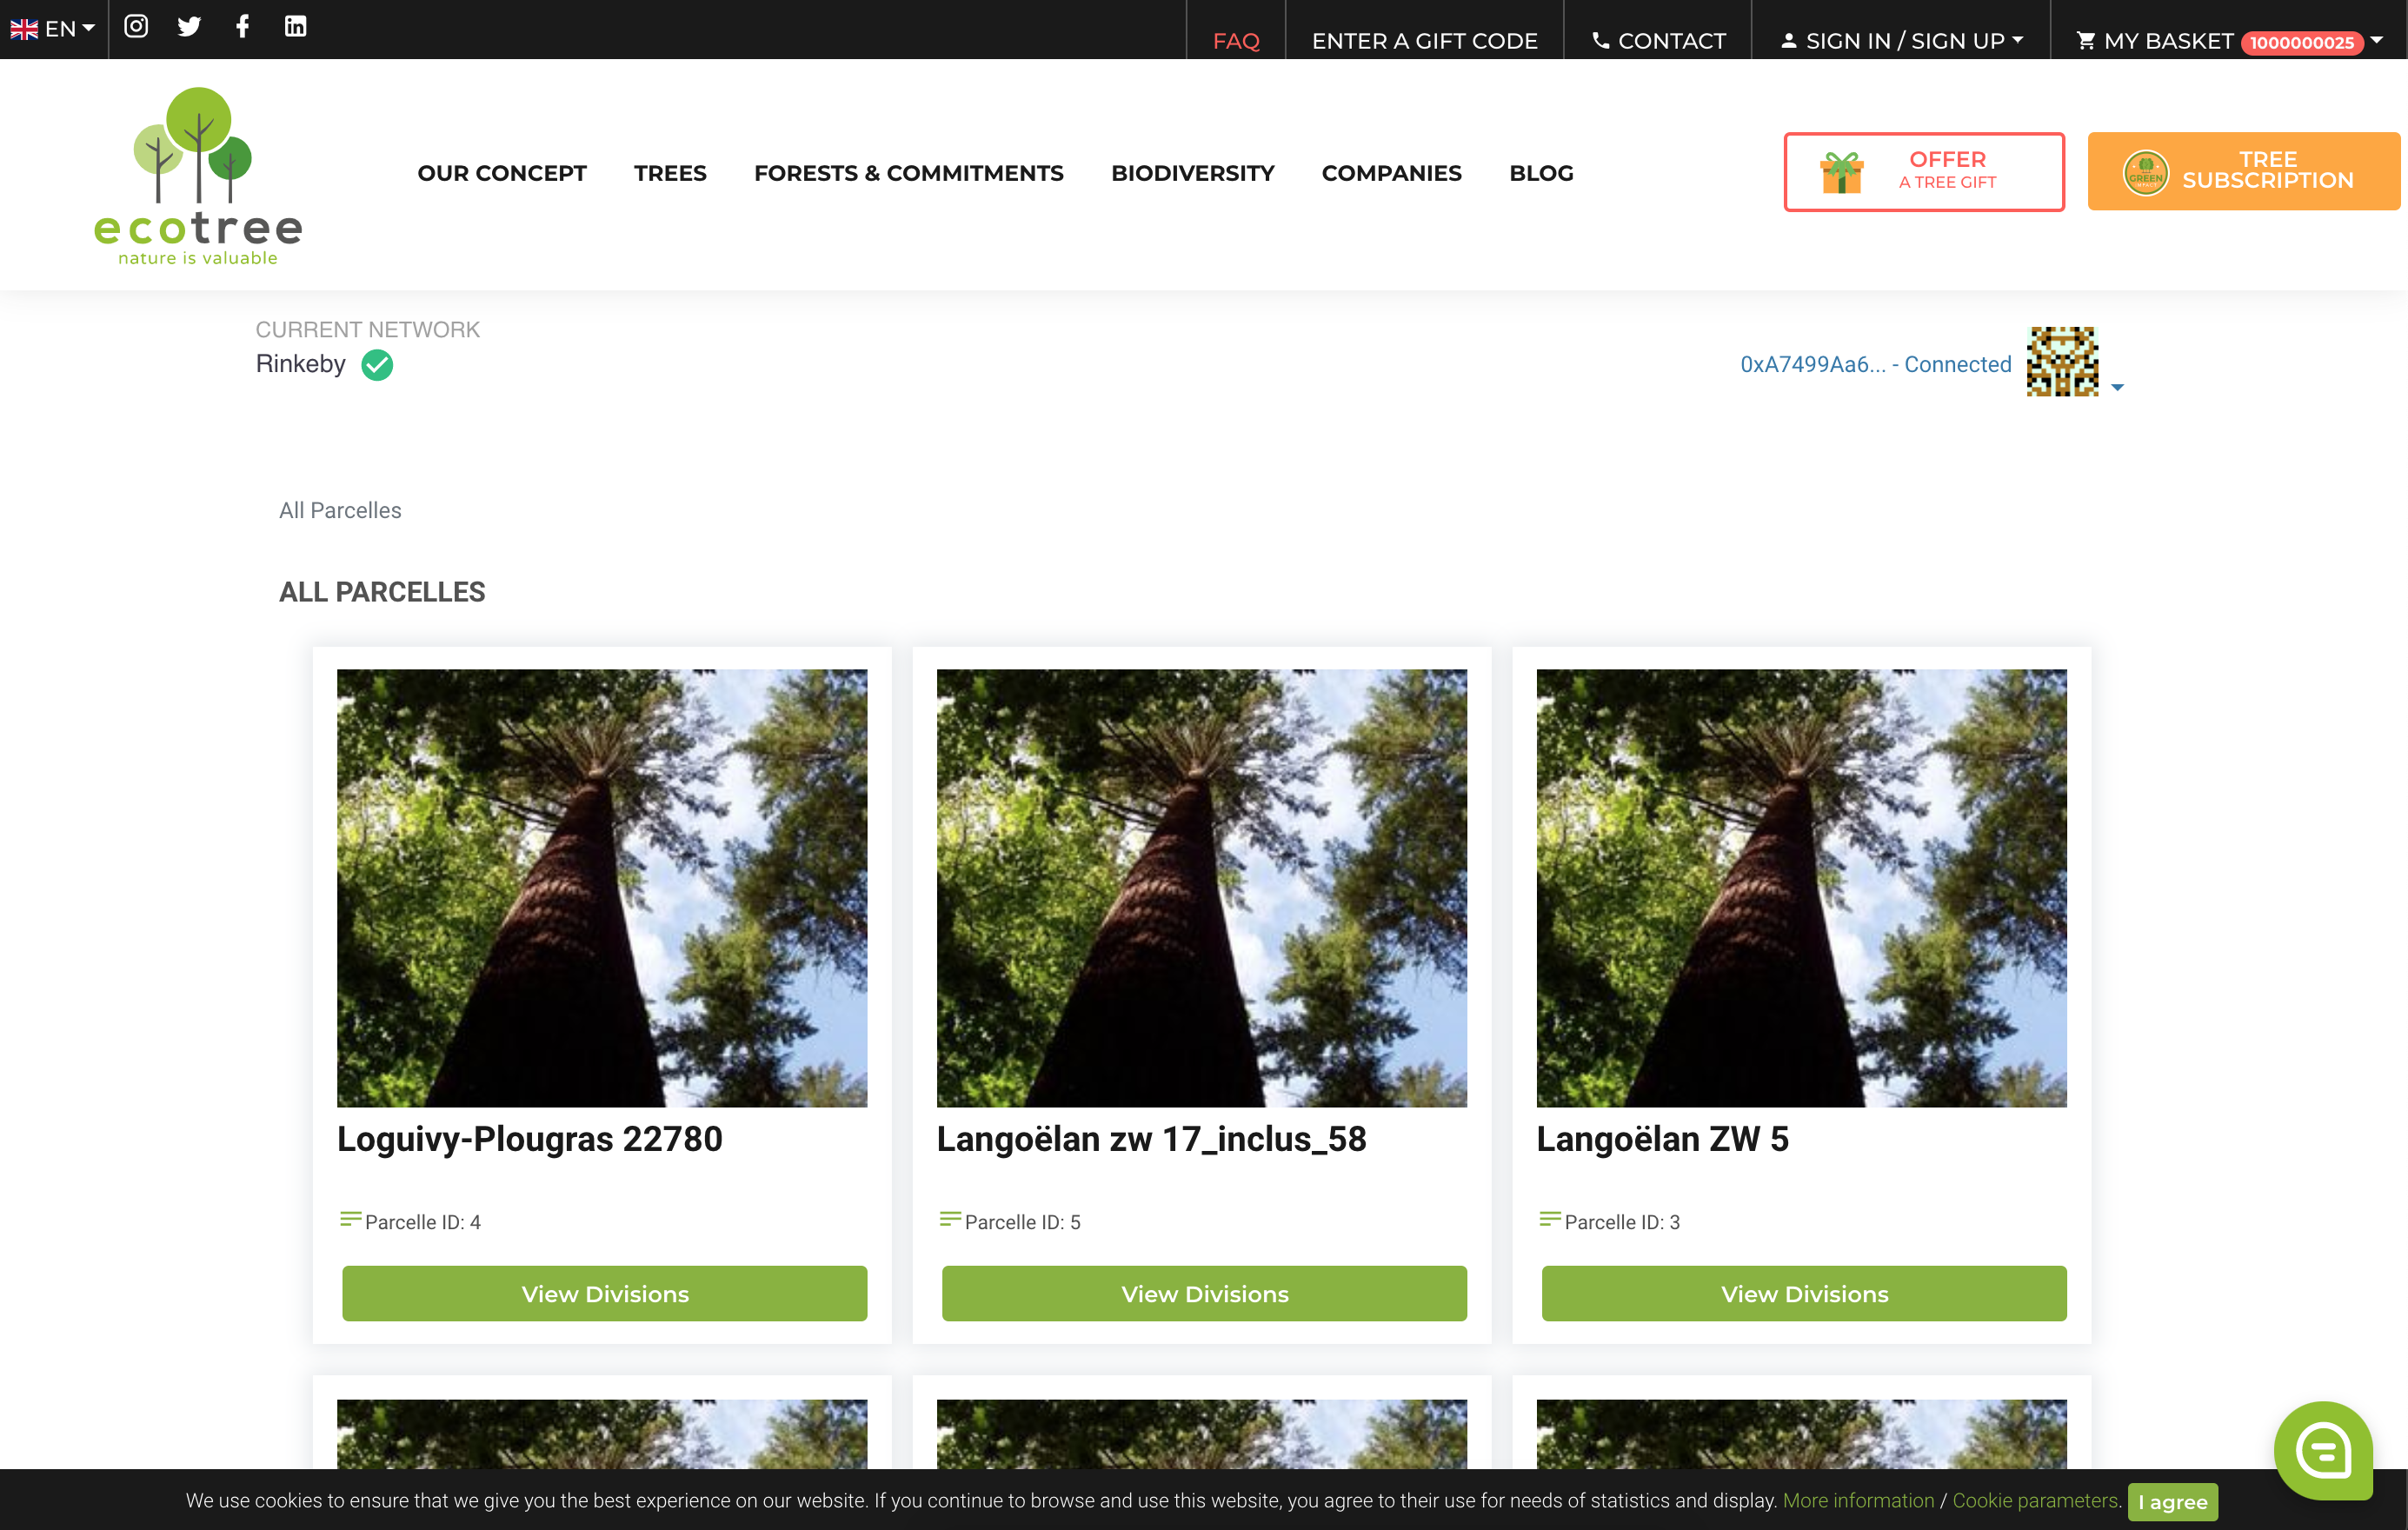 EN
FAQ
ENTER A GIFT CODE
CONTACT
SIGN IN / SIGN UP
MY BASKET 1000000025
ecotree
nature is valuable
OUR CONCEPT
TREES
FORESTS & COMMITMENTS
BIODIVERSITY
COMPANIES
BLOG
OFFER
A TREE GIFT
GREEN
TREE
SUBSCRIPTION
CURRENT NETWORK
Rinkeby
0xA7499Aa6... - Connected
All Parcelles
ALL PARCELLES
Loguivy-Plougras 22780
Parcelle ID: 4
View Divisions
Langoëlan zw 17_inclus_58
Parcelle ID: 5
View Divisions
Langoëlan ZW 5
Parcelle ID: 3
View Divisions
We use cookies to ensure that we give you the best experience on our website. If you continue to browse and use this website, you agree to their use for needs of statistics and display. More information / Cookie parameters. I agree